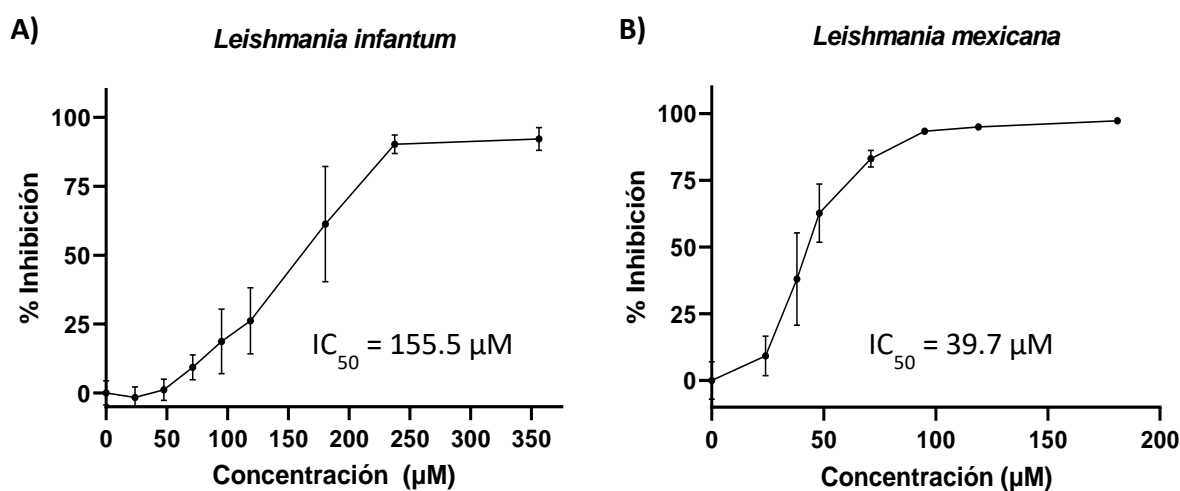 A)
Leishmania infantum
% Inhibición
100
75
50
25
0
IC50 = 155.5 µM
0 50 100 150 200 250 300 350
Concentración (µM)
B)
Leishmania mexicana
% Inhibición
100
75
50
25
0
IC50 = 39.7 µM
0 50 100 150 200
Concentración (µM)